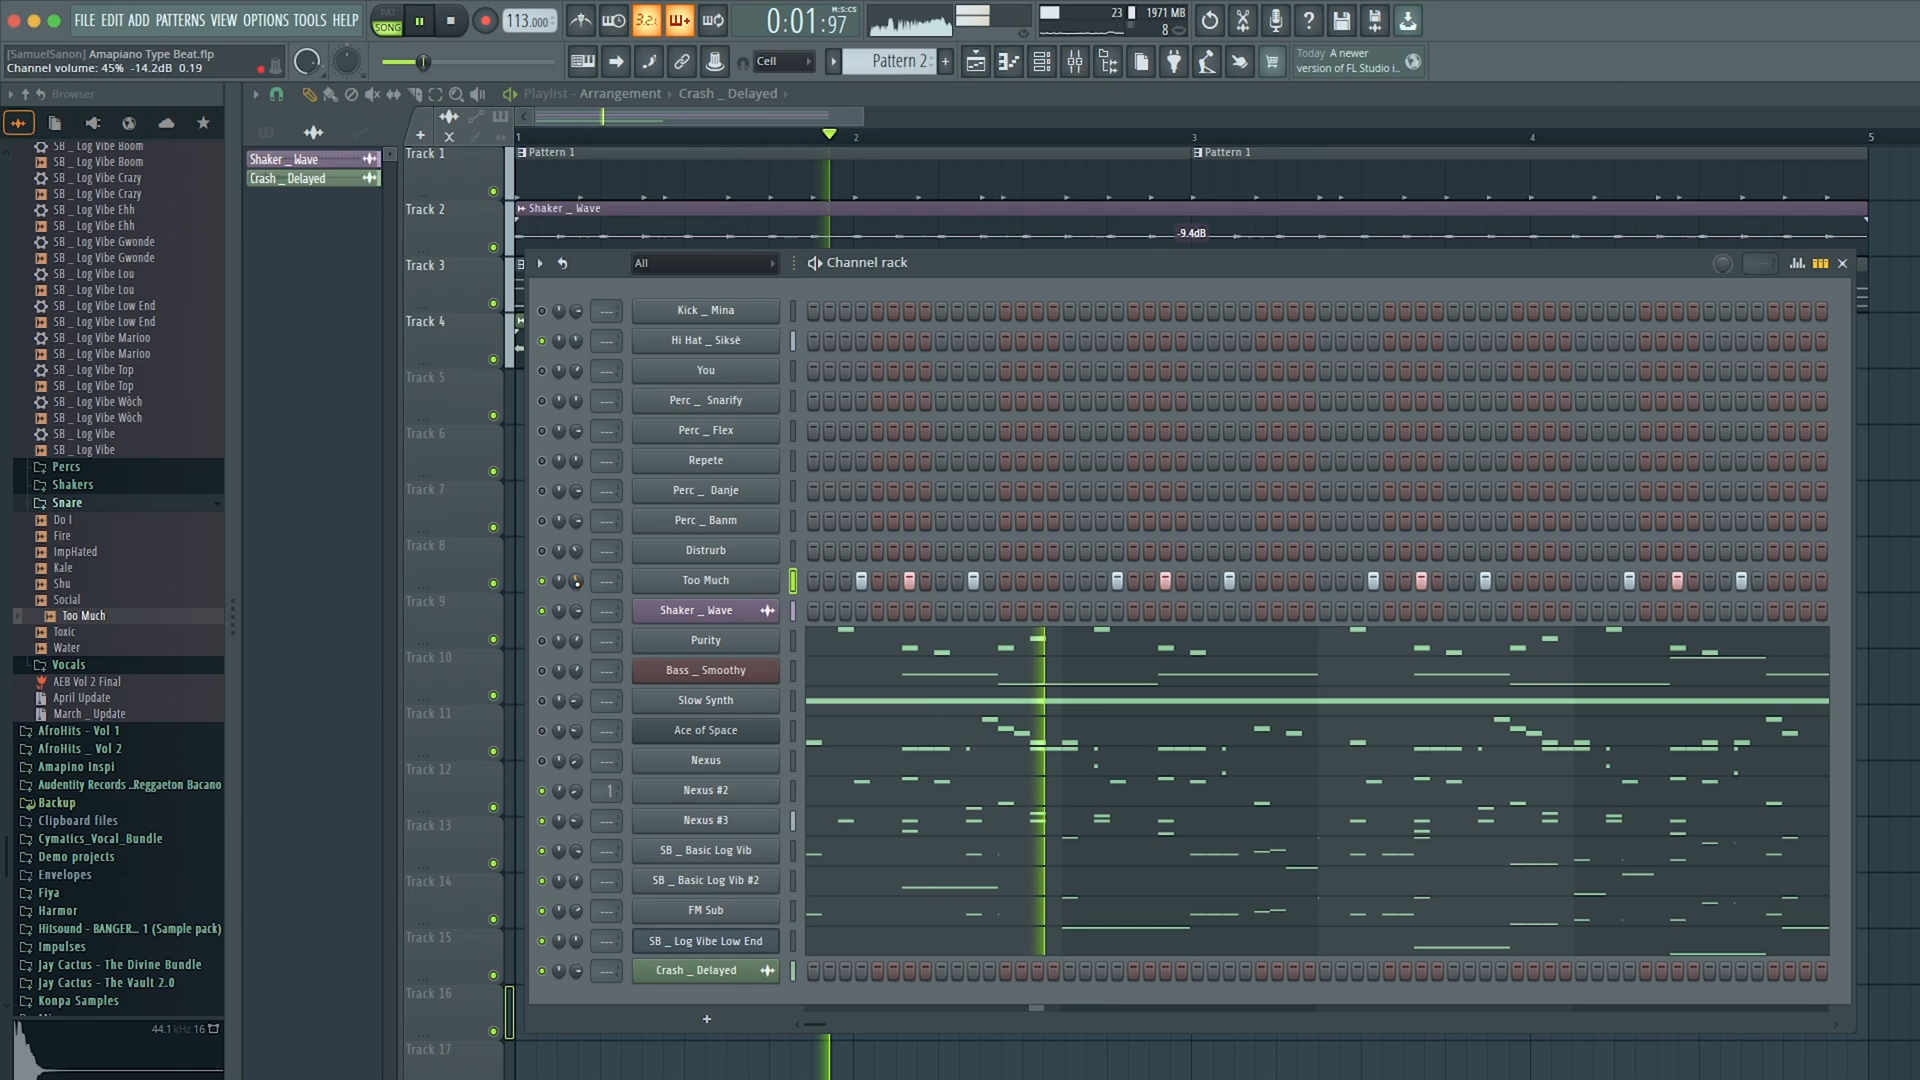 FILE EDIT ADD PATTERNS VIEW OPTIONS TOOLS HELP
PAT
SONG
113.000
3.2
0:01:97
M:S:CS
23
1971 MB
8
[SamuelSanon] Amapiano Type Beat.flp
Channel volume: 45% -14.2dB 0.19
Cell
Pattern 2
Today A newer
version of FL Studio i..
Browser
Playlist - Arrangement › Crash _ Delayed
SB _ Log Vibe Boom
SB _ Log Vibe Boom
SB _ Log Vibe Crazy
SB _ Log Vibe Crazy
SB _ Log Vibe Ehh
SB _ Log Vibe Ehh
SB _ Log Vibe Gwonde
SB _ Log Vibe Gwonde
SB _ Log Vibe Lou
SB _ Log Vibe Lou
SB _ Log Vibe Low End
SB _ Log Vibe Low End
SB _ Log Vibe Marioo
SB _ Log Vibe Marioo
SB _ Log Vibe Top
SB _ Log Vibe Top
SB _ Log Vibe Wòch
SB _ Log Vibe Wòch
SB _ Log Vibe
SB _ Log Vibe
Percs
Shakers
Snare
Do I
Fire
ImpHated
Kale
Shu
Social
Too Much
Toxic
Water
Vocals
AEB Vol 2 Final
April Update
March _ Update
AfroHits - Vol 1
AfroHits _ Vol 2
Amapino Inspi
Audentity Records ..Reggaeton Bacano
Backup
Clipboard files
Cymatics_Vocal_Bundle
Demo projects
Envelopes
Fiya
Harmor
Hitsound - BANGER... 1 (Sample pack)
Impulses
Jay Cactus - The Divine Bundle
Jay Cactus - The Vault 2.0
Konpa Samples
44.1kHz 16
Shaker _ Wave
Crash _ Delayed
1
2
3
4
5
Track 1
Pattern 1
Pattern 1
Track 2
Shaker _ Wave
-9.4dB
Track 3
Track 4
Track 5
Track 6
Track 7
Track 8
Track 9
Track 10
Track 11
Track 12
Track 13
Track 14
Track 15
Track 16
Track 17
All
Channel rack
Kick _ Mina
Hi Hat _ Siksè
You
Perc _ Snarify
Perc _ Flex
Repete
Perc _ Danje
Perc _ Banm
Distrurb
Too Much
Shaker _ Wave
Purity
Bass _ Smoothy
Slow Synth
Ace of Space
Nexus
1
Nexus #2
Nexus #3
SB _ Basic Log Vib
SB _ Basic Log Vib #2
FM Sub
SB _ Log Vibe Low End
Crash _ Delayed
+